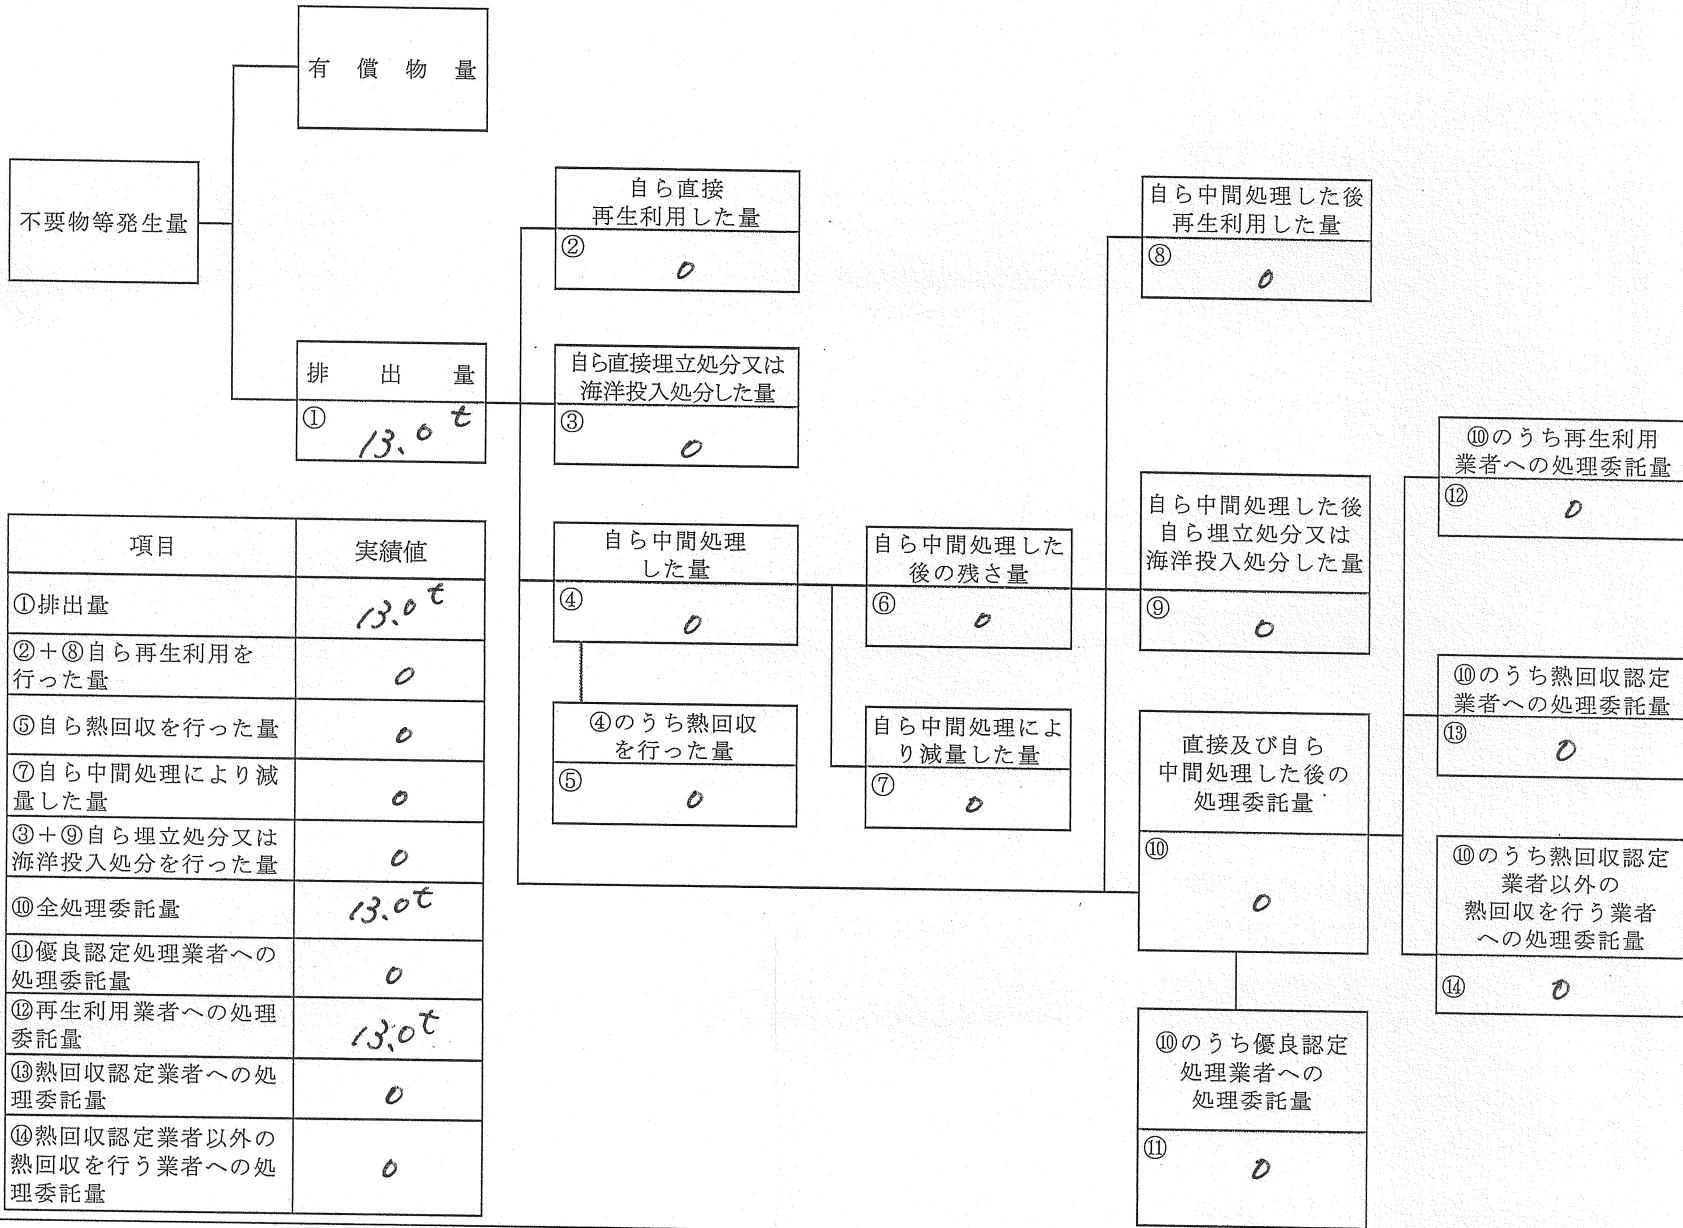 有償物量
不要物等発生量
排出量
①
13.0 t
自ら直接
再生利用した量
②
0
自ら直接埋立処分又は
海洋投入処分した量
③
0
自ら中間処理
した量
④
0
④のうち熱回収
を行った量
⑤
0
自ら中間処理した
後の残さ量
⑥
0
自ら中間処理によ
り減量した量
⑦
0
自ら中間処理した後
再生利用した量
⑧
0
自ら中間処理した後
自ら埋立処分又は
海洋投入処分した量
⑨
0
直接及び自ら
中間処理した後の
処理委託量
⑩
0
⑩のうち優良認定
処理業者への
処理委託量
⑪
0
⑩のうち再生利用
業者への処理委託量
⑫
0
⑩のうち熱回収認定
業者への処理委託量
⑬
0
⑩のうち熱回収認定
業者以外の
熱回収を行う業者
への処理委託量
⑭
0
項目 実績値
①排出量 13.0 t
②＋⑧自ら再生利用を
行った量 0
⑤自ら熱回収を行った量 0
⑦自ら中間処理により減
量した量 0
③＋⑨自ら埋立処分又は
海洋投入処分を行った量 0
⑩全処理委託量 13.0 t
⑪優良認定処理業者への
処理委託量 0
⑫再生利用業者への処理
委託量 13.0 t
⑬熱回収認定業者への処
理委託量 0
⑭熱回収認定業者以外の
熱回収を行う業者への処
理委託量 0